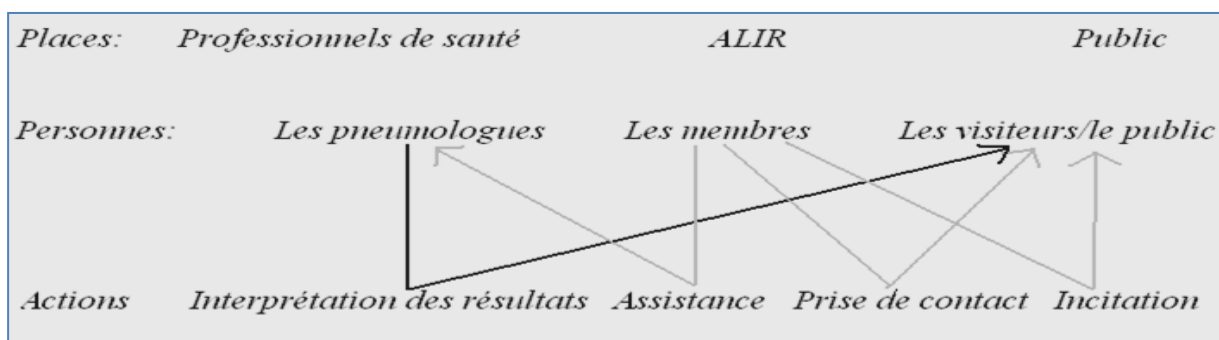 Places: Professionnels de santé ALIR Public
Personnes: Les pneumologues Les membres Les visiteurs/le public
Actions Interprétation des résultats Assistance Prise de contact Incitation